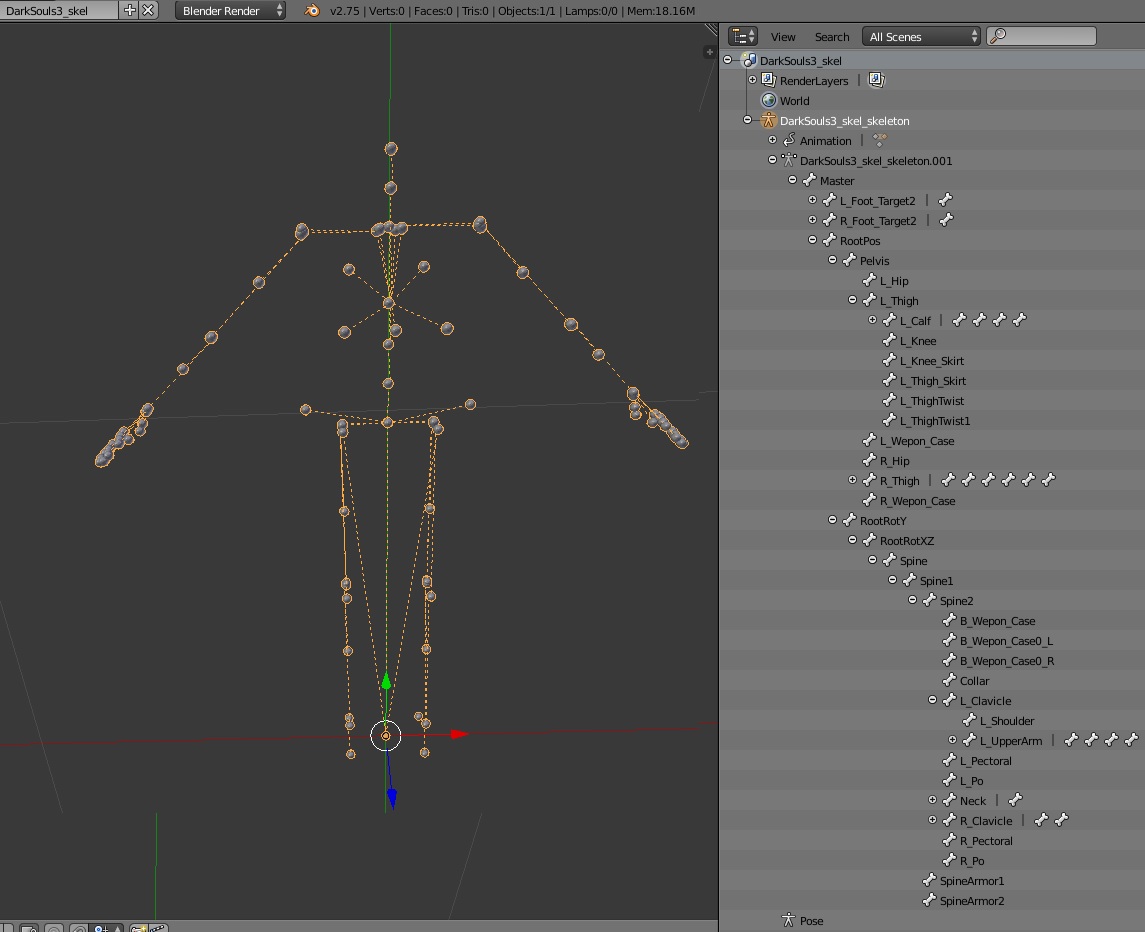 DarkSouls3_skel
Blender Render
v2.75 | Verts:0 | Faces:0 | Tris:0 | Objects:1/1 | Lamps:0/0 | Mem:18.16M
View Search All Scenes
DarkSouls3_skel
RenderLayers |
World
DarkSouls3_skel_skeleton
Animation |
DarkSouls3_skel_skeleton.001
Master
L_Foot_Target2 |
R_Foot_Target2 |
RootPos
Pelvis
L_Hip
L_Thigh
L_Calf |
L_Knee
L_Knee_Skirt
L_Thigh_Skirt
L_ThighTwist
L_ThighTwist1
L_Wepon_Case
R_Hip
R_Thigh |
R_Wepon_Case
RootRotY
RootRotXZ
Spine
Spine1
Spine2
B_Wepon_Case
B_Wepon_Case0_L
B_Wepon_Case0_R
Collar
L_Clavicle
L_Shoulder
L_UpperArm |
L_Pectoral
L_Po
Neck |
R_Clavicle |
R_Pectoral
R_Po
SpineArmor1
SpineArmor2
Pose